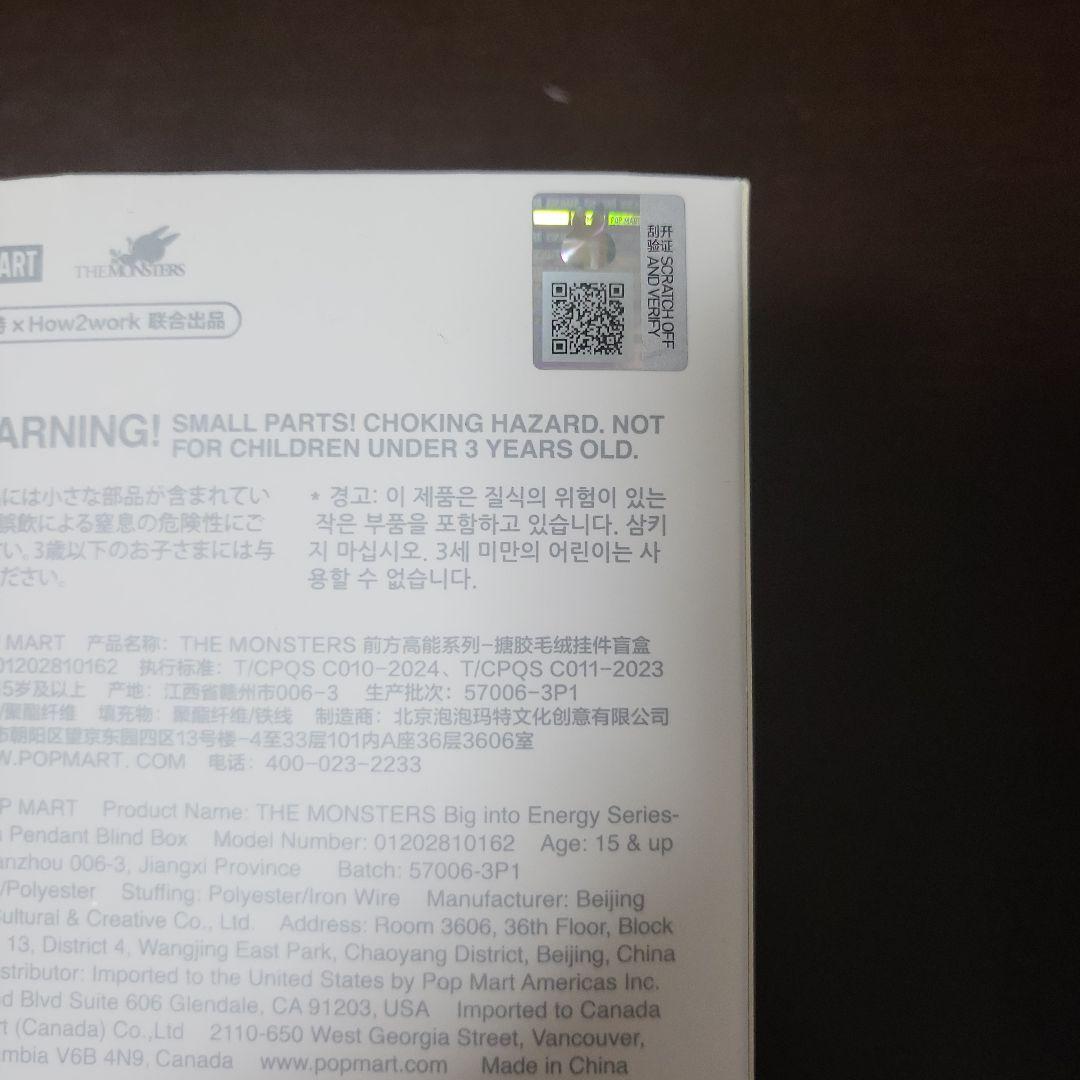 ART THE MONSTERS
POP MART
刮开
验证
SCRATCH OFF
AND VERIFY
特 × How2work 联合出品
ARNING! SMALL PARTS! CHOKING HAZARD. NOT
FOR CHILDREN UNDER 3 YEARS OLD.
には小さな部品が含まれてい
誤飲による窒息の危険性にご
い。3歳以下のお子さまには与
ださい。
* 경고: 이 제품은 질식의 위험이 있는
작은 부품을 포함하고 있습니다. 삼키
지 마십시오. 3세 미만의 어린이는 사
용할 수 없습니다.
MART 产品名称: THE MONSTERS 前方高能系列-搪胶毛绒挂件盲盒
01202810162 执行标准: T/CPQS C010-2024、T/CPQS C011-2023
15岁及以上 产地: 江西省赣州市006-3 生产批次: 57006-3P1
/聚酯纤维 填充物: 聚酯纤维/铁线 制造商: 北京泡泡玛特文化创意有限公司
市朝阳区望京东园四区13号楼-4至33层101内A座36层3606室
W.POPMART.COM 电话: 400-023-2233
P MART Product Name: THE MONSTERS Big into Energy Series-
Pendant Blind Box Model Number: 01202810162 Age: 15 & up
anzhou 006-3, Jiangxi Province Batch: 57006-3P1
/Polyester Stuffing: Polyester/Iron Wire Manufacturer: Beijing
Cultural & Creative Co., Ltd. Address: Room 3606, 36th Floor, Block
13, District 4, Wangjing East Park, Chaoyang District, Beijing, China
istributor: Imported to the United States by Pop Mart Americas Inc.
d Blvd Suite 606 Glendale, CA 91203, USA Imported to Canada
rt (Canada) Co.,Ltd 2110-650 West Georgia Street, Vancouver,
mbia V6B 4N9, Canada www.popmart.com Made in China